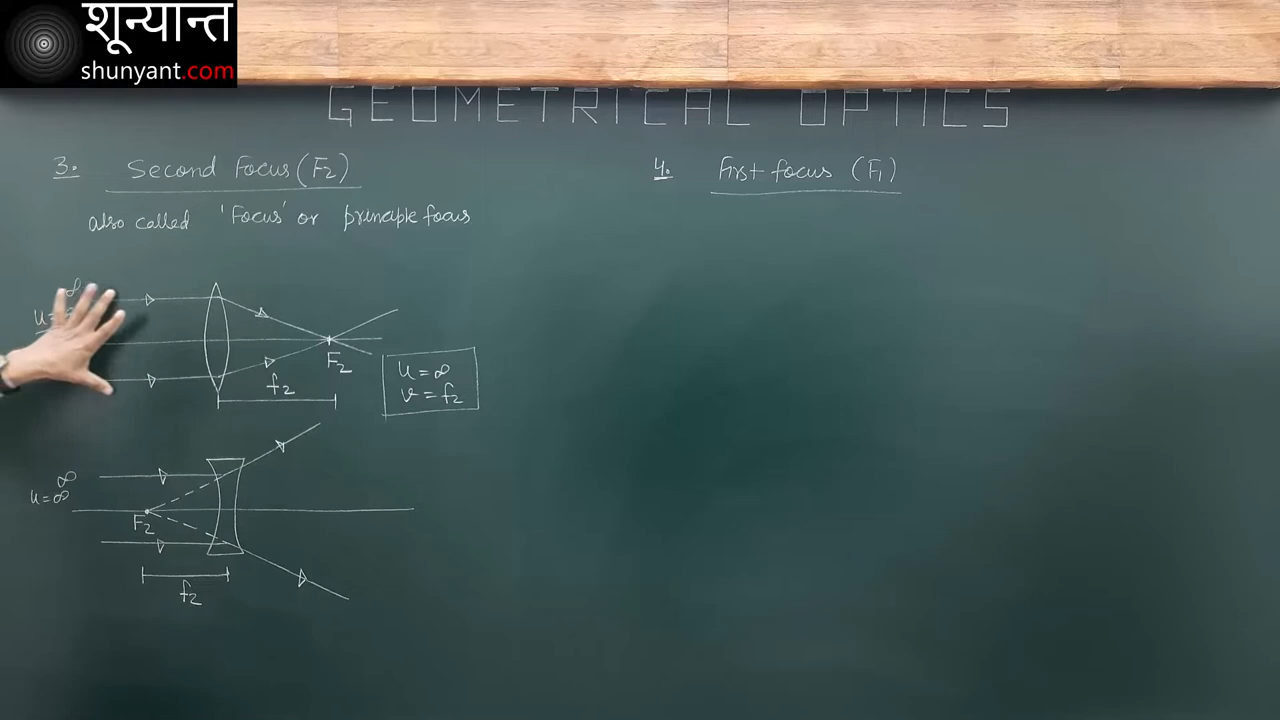 शून्यान्त
shunyant.com
GEOMETRICAL OPTICS
3. Second Focus (F2)
also called 'Focus' or principle focus
∞
u=
F2
f2
u = ∞
v = f2
∞
u = ∞
F2
f2
4. First focus (F1)